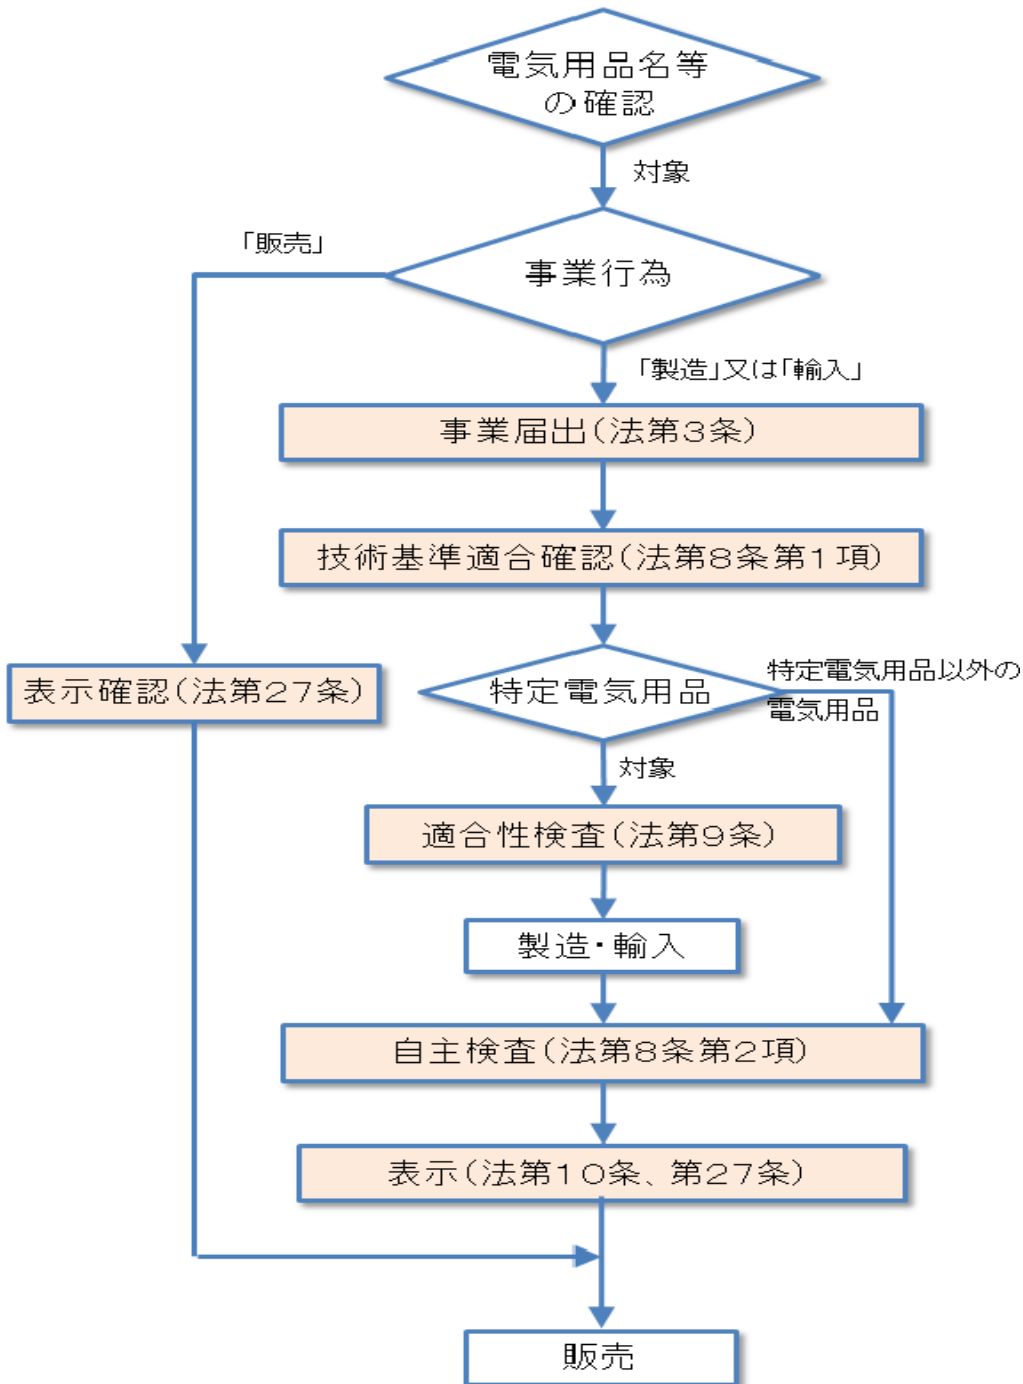 電気用品名等
の確認
対象
「販売」
事業行為
「製造」又は「輸入」
事業届出(法第3条)
技術基準適合確認(法第8条第1項)
表示確認(法第27条)
特定電気用品
特定電気用品以外の
電気用品
対象
適合性検査(法第9条)
製造・輸入
自主検査(法第8条第2項)
表示(法第10条、第27条)
販売